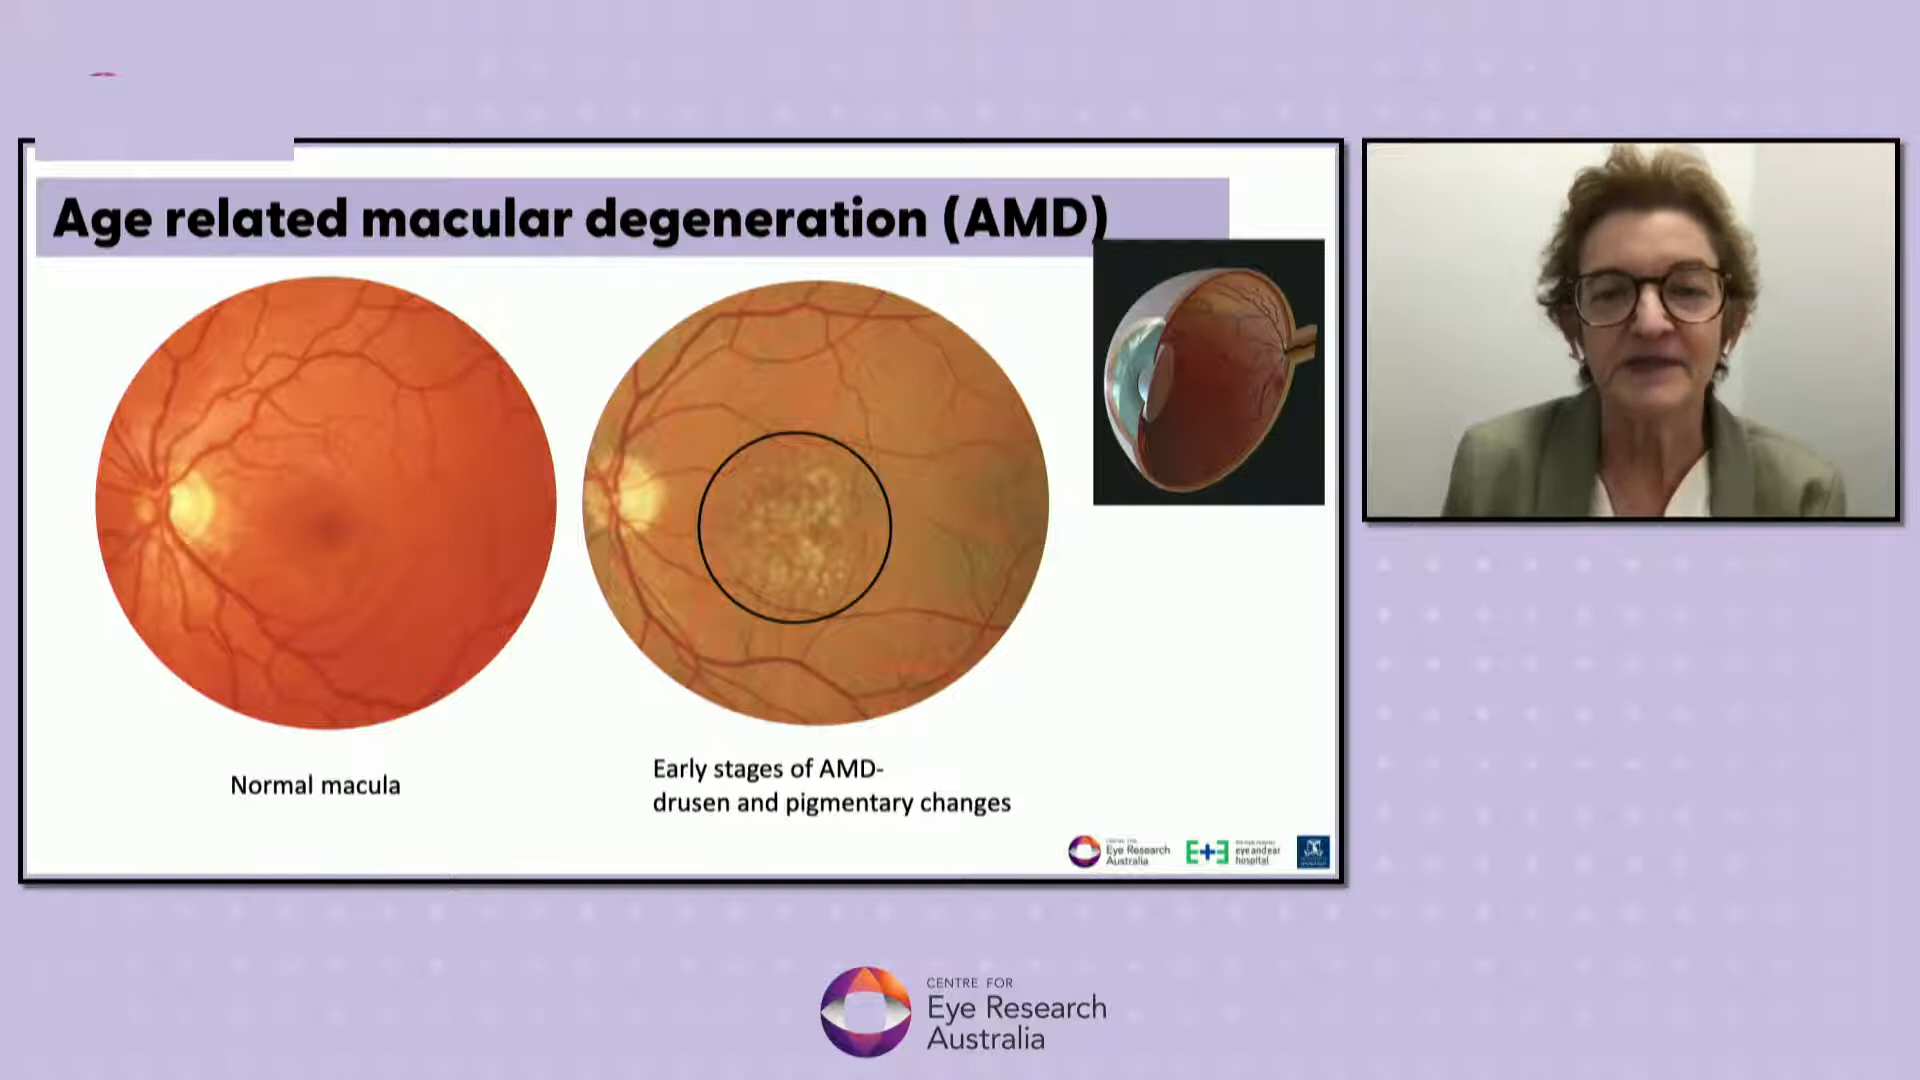 Age related macular degeneration (AMD)
Normal macula
Early stages of AMD-
drusen and pigmentary changes
Eye Research
Australia
eye and ear
hospital
CENTRE FOR
Eye Research
Australia